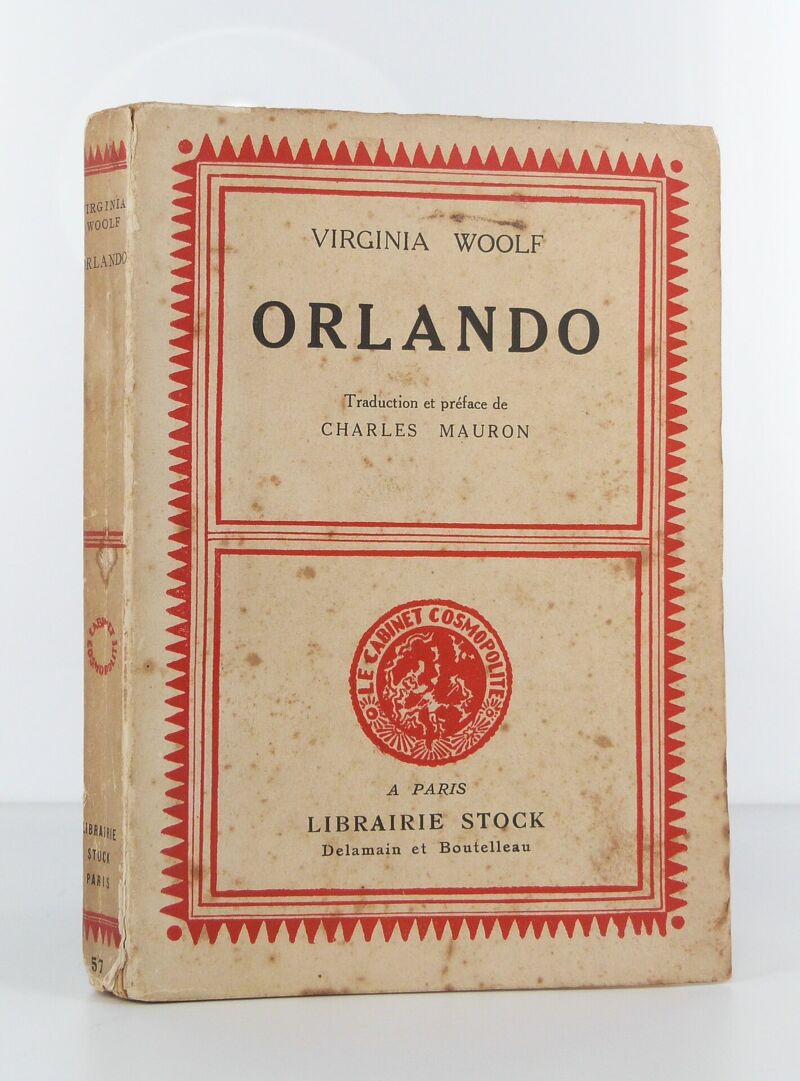 VIRGINIA WOOLF
ORLANDO
Traduction et préface de
CHARLES MAURON
LE CABINET COSMOPOLITE
A PARIS
LIBRAIRIE STOCK
Delamain et Boutelleau
VIRGINIA
WOOLF
ORLANDO
CABINET COSMOPOLITE
LIBRAIRIE
STOCK
PARIS
57